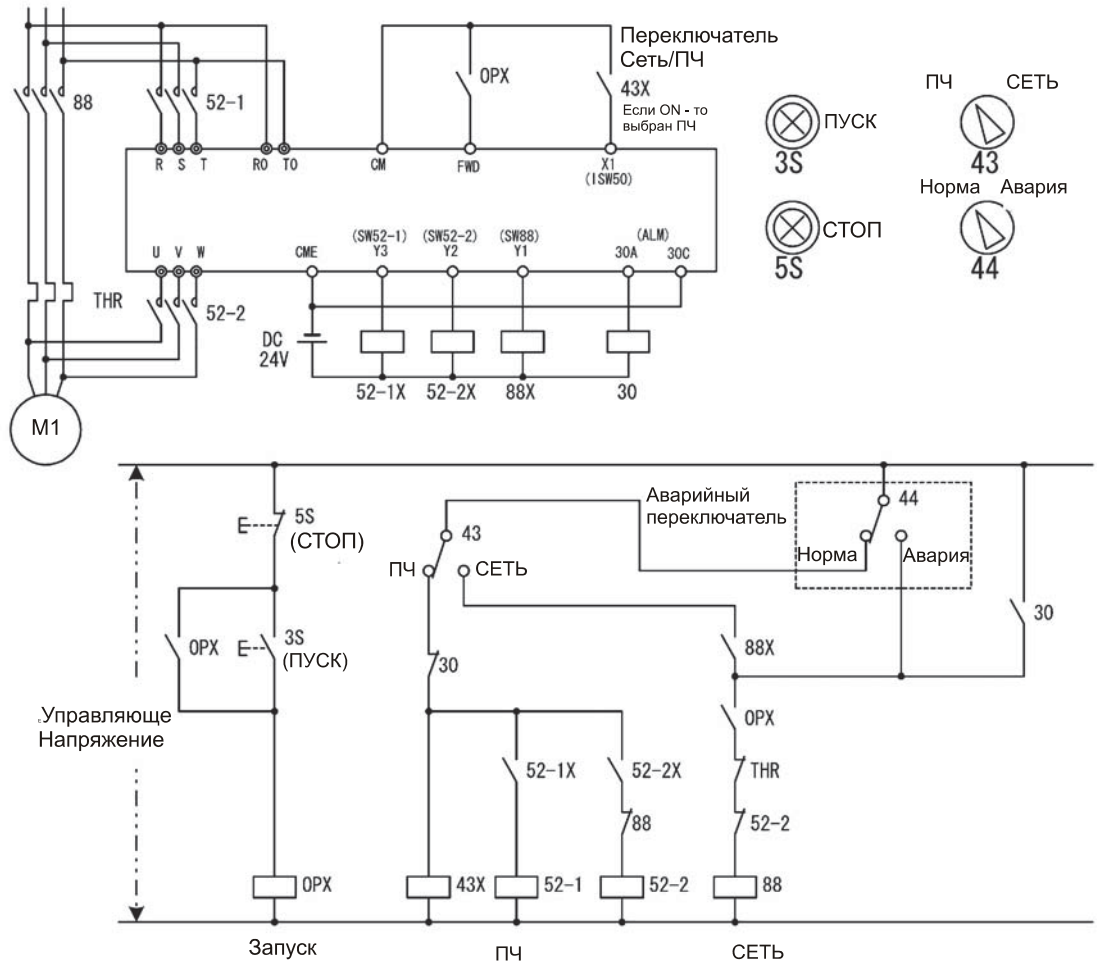 Переключатель
Сеть/ПЧ
88
52-1
OPX
43X
Если ON - то
выбран ПЧ
ПЧ СЕТЬ
ПУСК
3S
43
R S T RO TO CM FWD X1
(ISW50)
Норма Авария
СТОП
5S
44
(SW52-1) (SW52-2) (SW88) (ALM)
U V W CME Y3 Y2 Y1 30A 30C
THR
52-2
DC
24V
52-1X 52-2X 88X 30
M1
5S
(СТОП)
Аварийный
переключатель
44
43
Норма Авария
ПЧ СЕТЬ
30
OPX
3S
(ПУСК)
88X
30
Управляюще
Напряжение
OPX
52-1X
52-2X
THR
88
52-2
OPX
43X
52-1
52-2
88
Запуск
ПЧ
СЕТЬ